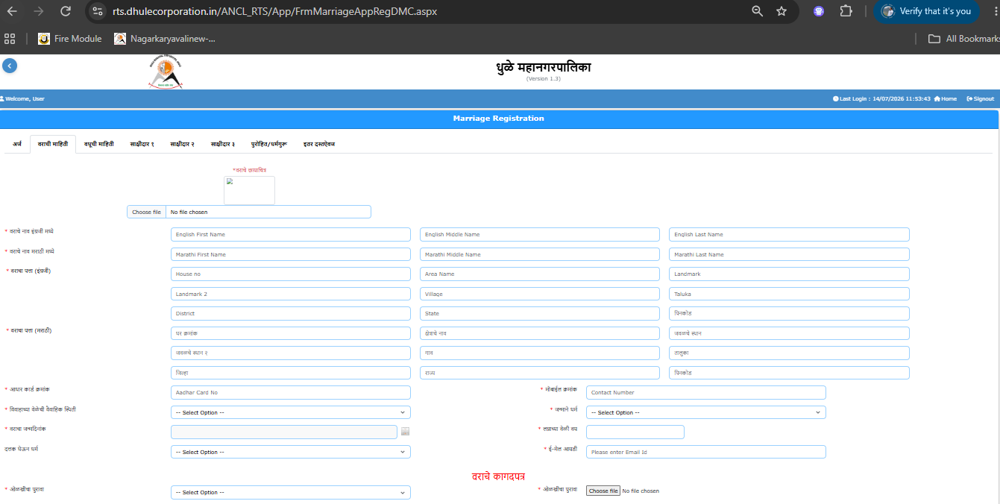 rts.dhulecorporation.in/ANCL_RTS/App/FrmMarriageAppRegDMC.aspx
Verify that it's you
Fire Module
Nagarkaryavalinew-...
All Bookmarks
धुळे महानगरपालिका
(Version 1.3)
Welcome, User
Last Login : 14/07/2026 11:53:43 Home Signout
Marriage Registration
अर्ज वराची माहिती वधूची माहिती साक्षीदार १ साक्षीदार २ साक्षीदार ३ पुरोहित/धर्मगुरू इतर दस्तऐवज
*वराचे छायाचित्र
Choose file No file chosen
* वराचे नाव इंग्रजी मध्ये English First Name English Middle Name English Last Name
* वराचे नाव मराठी मध्ये Marathi First Name Marathi Middle Name Marathi Last Name
* वराचा पत्ता (इंग्रजी) House no Area Name Landmark
Landmark 2 Village Taluka
District State पिनकोड
* वराचा पत्ता (मराठी) घर क्रमांक क्षेत्राचे नाव जवळचे स्थान
जवळचे स्थान २ गाव तालुका
जिल्हा राज्य पिनकोड
* आधार कार्ड क्रमांक Aadhar Card No * मोबाईल क्रमांक Contact Number
* विवाहाच्या वेळेची वैवाहिक स्थिती -- Select Option -- * जन्माने धर्म -- Select Option --
* वराचा जन्मदिनांक * लग्नाच्या वेळी वय
दत्तक घेऊन धर्म -- Select Option -- * ई-मेल आयडी Please enter Email Id
वराचे कागदपत्र
* ओळखीचा पुरावा -- Select Option -- * ओळखीचा पुरावा Choose file No file chosen